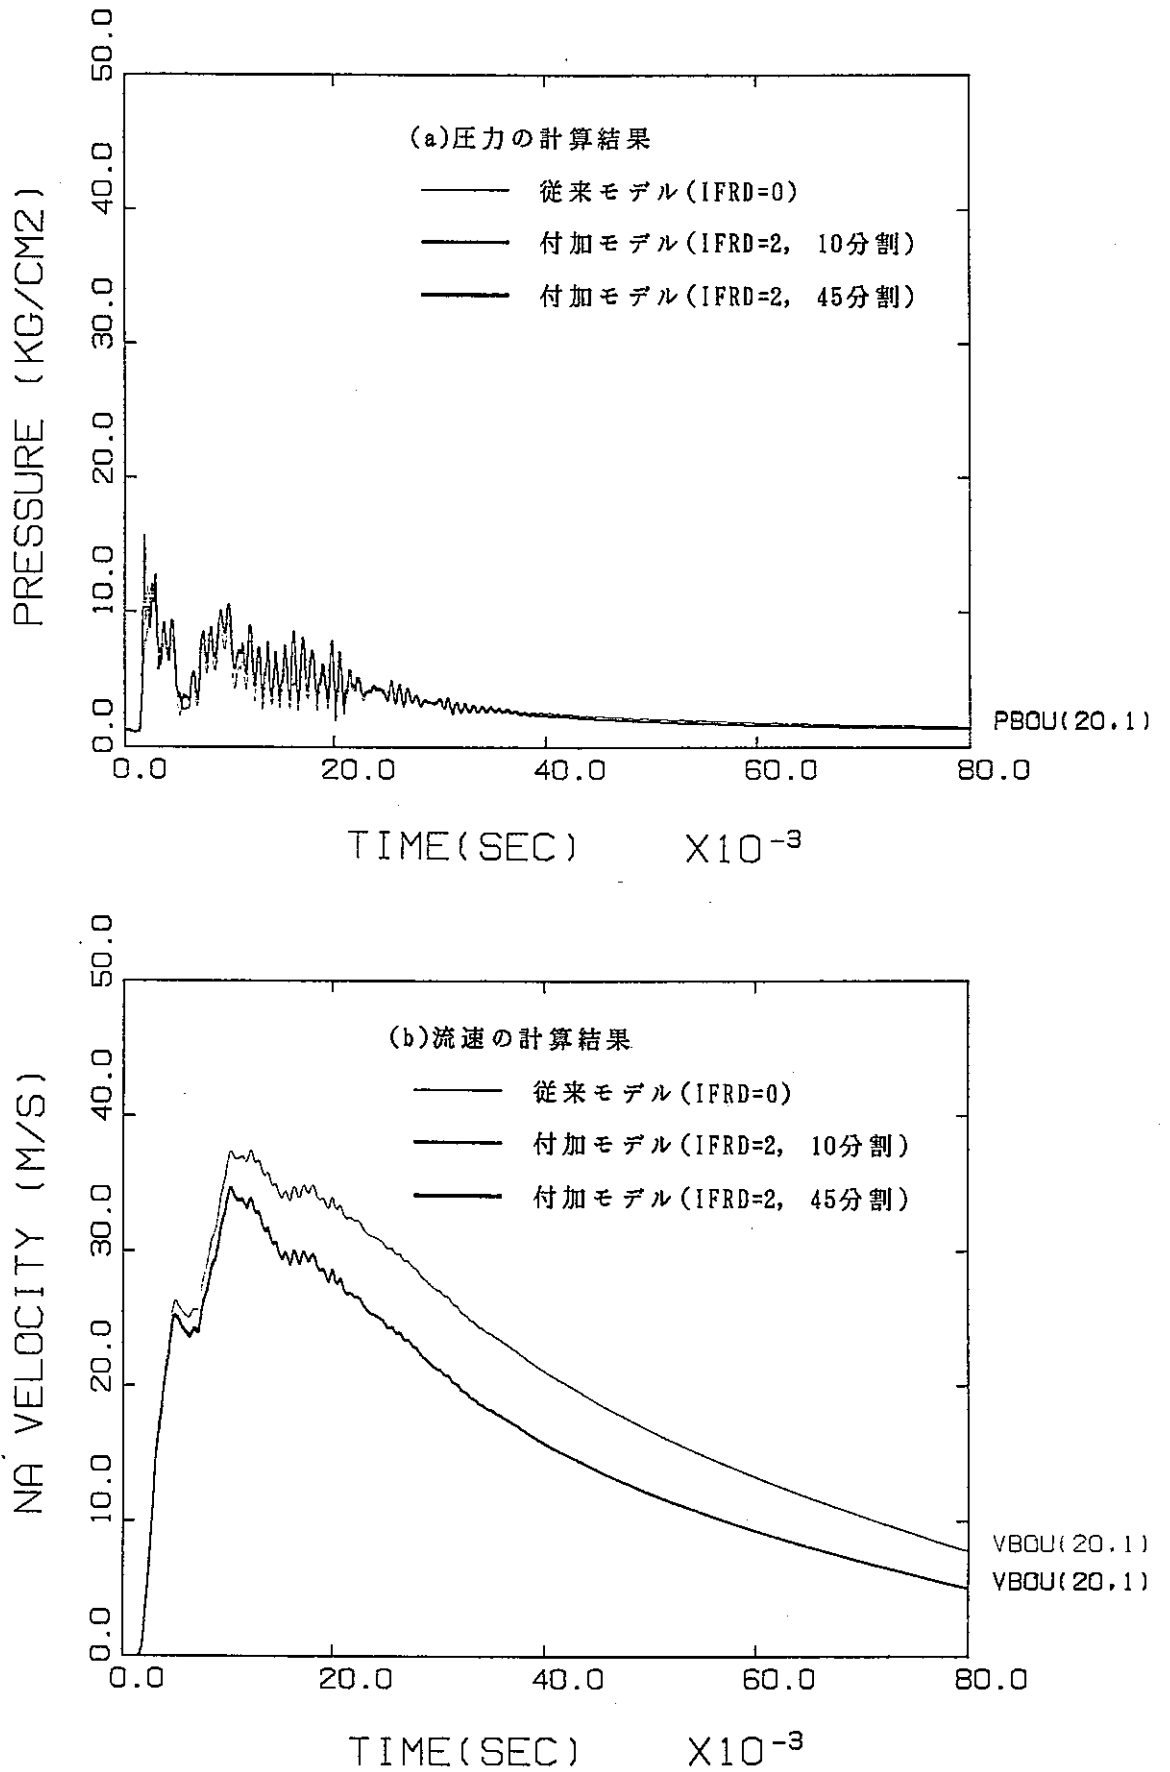 50.0
(a)圧力の計算結果
従来モデル(IFRD=0)
付加モデル(IFRD=2, 10分割)
付加モデル(IFRD=2, 45分割)
40.0
30.0
20.0
10.0
0.0
PRESSURE (KG/CM2)
PBOU(20,1)
0.0 20.0 40.0 60.0 80.0
TIME(SEC) X10-3
50.0
(b)流速の計算結果
従来モデル(IFRD=0)
付加モデル(IFRD=2, 10分割)
付加モデル(IFRD=2, 45分割)
40.0
30.0
20.0
10.0
0.0
NA VELOCITY (M/S)
VBOU(20,1)
VBOU(20,1)
0.0 20.0 40.0 60.0 80.0
TIME(SEC) X10-3